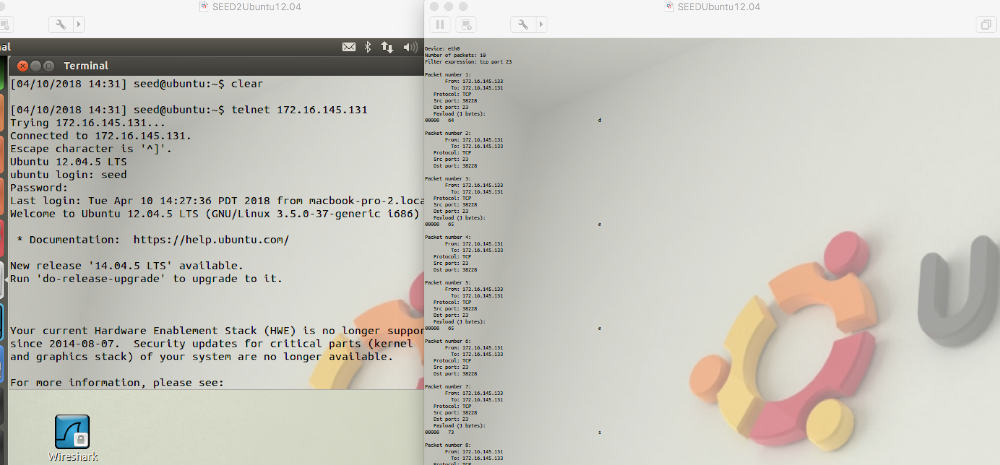 SEED2Ubuntu12.04
al
Terminal
[04/10/2018 14:31] seed@ubuntu:~$ clear
[04/10/2018 14:31] seed@ubuntu:~$ telnet 172.16.145.131
Trying 172.16.145.131...
Connected to 172.16.145.131.
Escape character is '^]'.
Ubuntu 12.04.5 LTS
ubuntu login: seed
Password:
Last login: Tue Apr 10 14:27:36 PDT 2018 from macbook-pro-2.loca
Welcome to Ubuntu 12.04.5 LTS (GNU/Linux 3.5.0-37-generic i686)
* Documentation:  https://help.ubuntu.com/
New release '14.04.5 LTS' available.
Run 'do-release-upgrade' to upgrade to it.
Your current Hardware Enablement Stack (HWE) is no longer suppor
since 2014-08-07.  Security updates for critical parts (kernel
and graphics stack) of your system are no longer available.
For more information, please see:
Wireshark
SEEDUbuntu12.04
Device: eth0
Number of packets: 10
Filter expression: tcp port 23
Packet number 1:
From: 172.16.145.133
To: 172.16.145.131
Protocol: TCP
Src port: 38228
Dst port: 23
Payload (1 bytes):
00000   64   d
Packet number 2:
From: 172.16.145.131
To: 172.16.145.133
Protocol: TCP
Src port: 23
Dst port: 38228
Packet number 3:
From: 172.16.145.133
To: 172.16.145.131
Protocol: TCP
Src port: 38228
Dst port: 23
Payload (1 bytes):
00000   65   e
Packet number 4:
From: 172.16.145.131
To: 172.16.145.133
Protocol: TCP
Src port: 23
Dst port: 38228
Packet number 5:
From: 172.16.145.133
To: 172.16.145.131
Protocol: TCP
Src port: 38228
Dst port: 23
Payload (1 bytes):
00000   65   e
Packet number 6:
From: 172.16.145.131
To: 172.16.145.133
Protocol: TCP
Src port: 23
Dst port: 38228
Packet number 7:
From: 172.16.145.133
To: 172.16.145.131
Protocol: TCP
Src port: 38228
Dst port: 23
Payload (1 bytes):
00000   73   s
Packet number 8:
From: 172.16.145.131
To: 172.16.145.133
Protocol: TCP
U